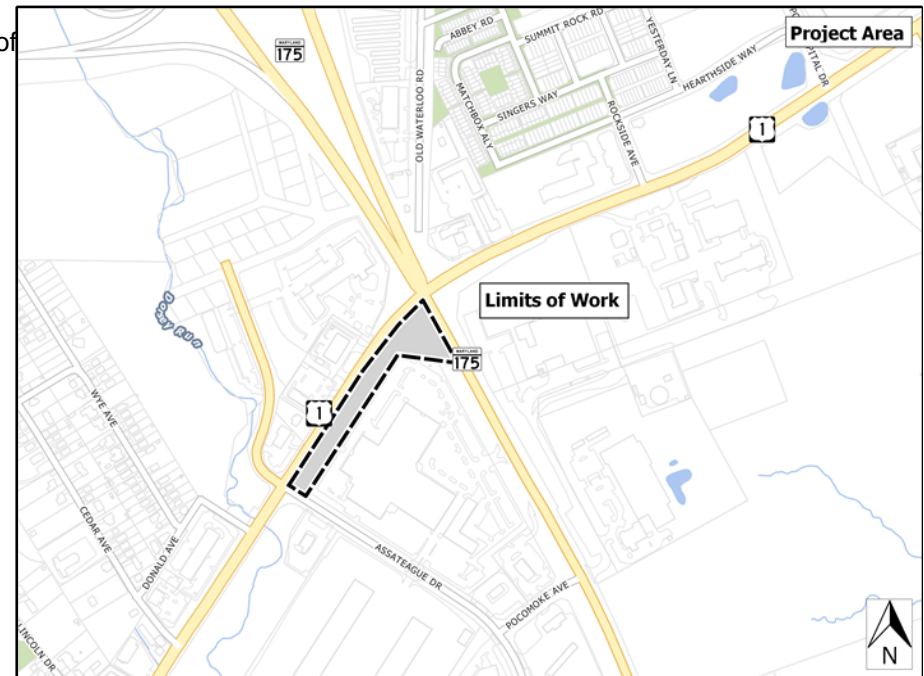 of
MARYLAND
175
ABBEY RD
SUMMIT ROCK RD
YESTERDAY LN
Project Area
HEARTHSIDE WAY
MATCHBOX ALY
SINGERS WAY
OLD WATERLOO RD
ROCKSIDE AVE
1
Limits of Work
MARYLAND
175
1
WYE AVE
CEDAR AVE
DONALD AVE
LINCOLN DR
ASSATEAGUE DR
POCOMOKE AVE
N